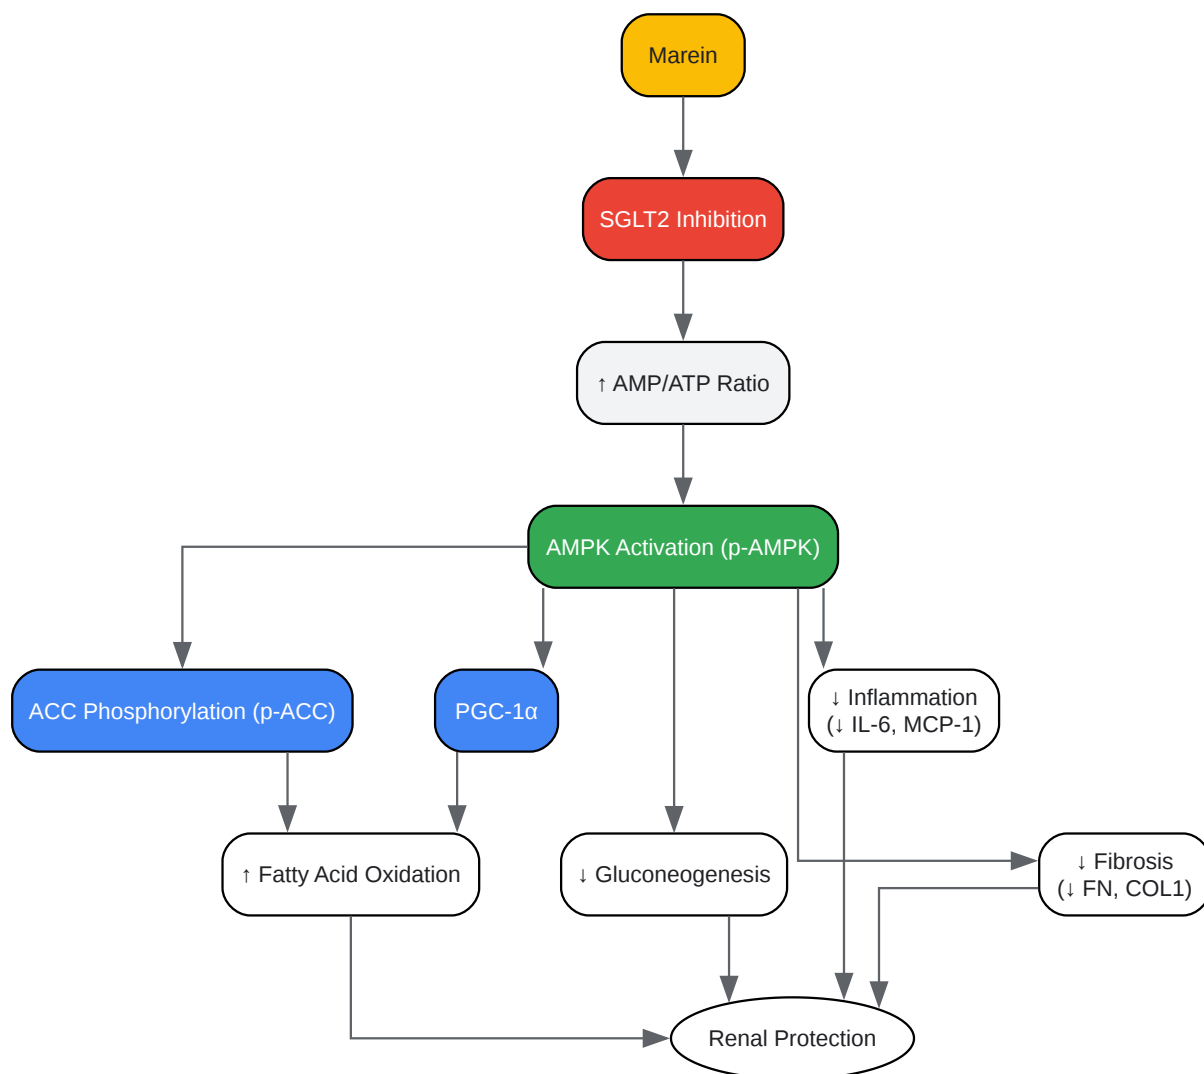 Marein
SGLT2 Inhibition
↑ AMP/ATP Ratio
AMPK Activation (p-AMPK)
ACC Phosphorylation (p-ACC)
PGC-1α
↓ Inflammation
(↓ IL-6, MCP-1)
↑ Fatty Acid Oxidation
↓ Gluconeogenesis
↓ Fibrosis
(↓ FN, COL1)
Renal Protection